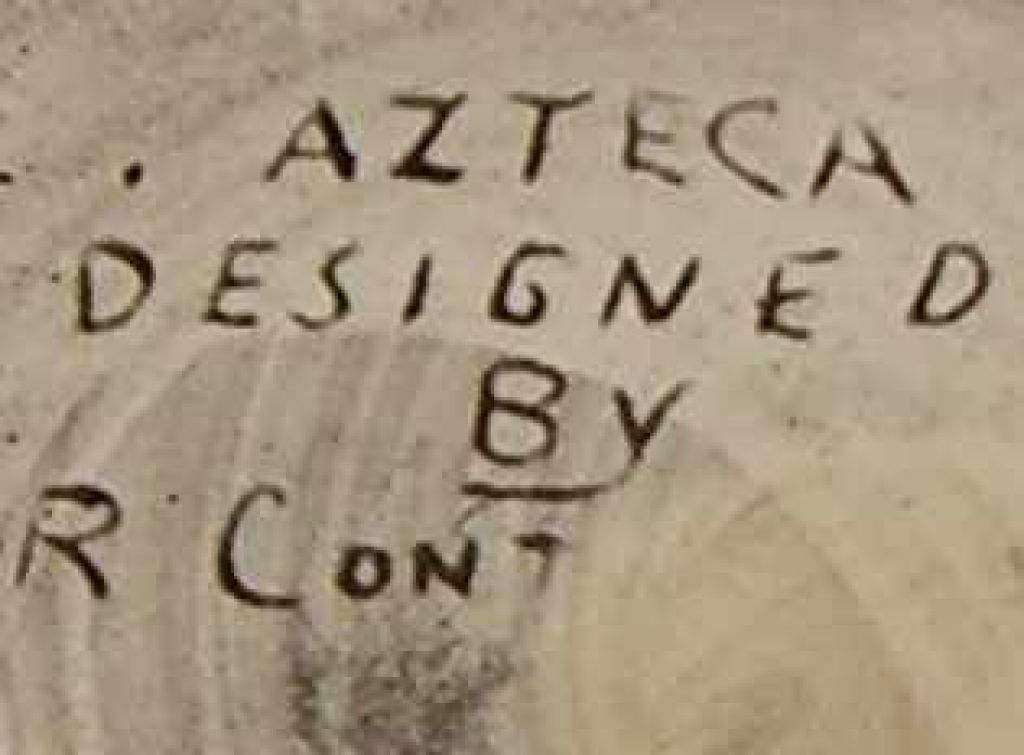 . AZTECA
DESIGNED
BY
R CONT